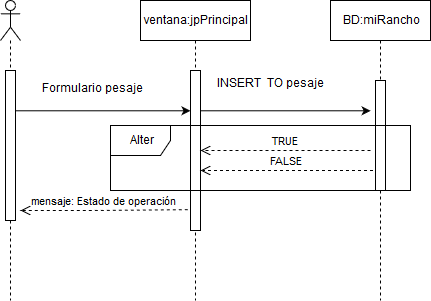 ventana:jpPrincipal
BD:miRancho
Formulario pesaje
INSERT TO pesaje
Alter
TRUE
FALSE
mensaje: Estado de operación